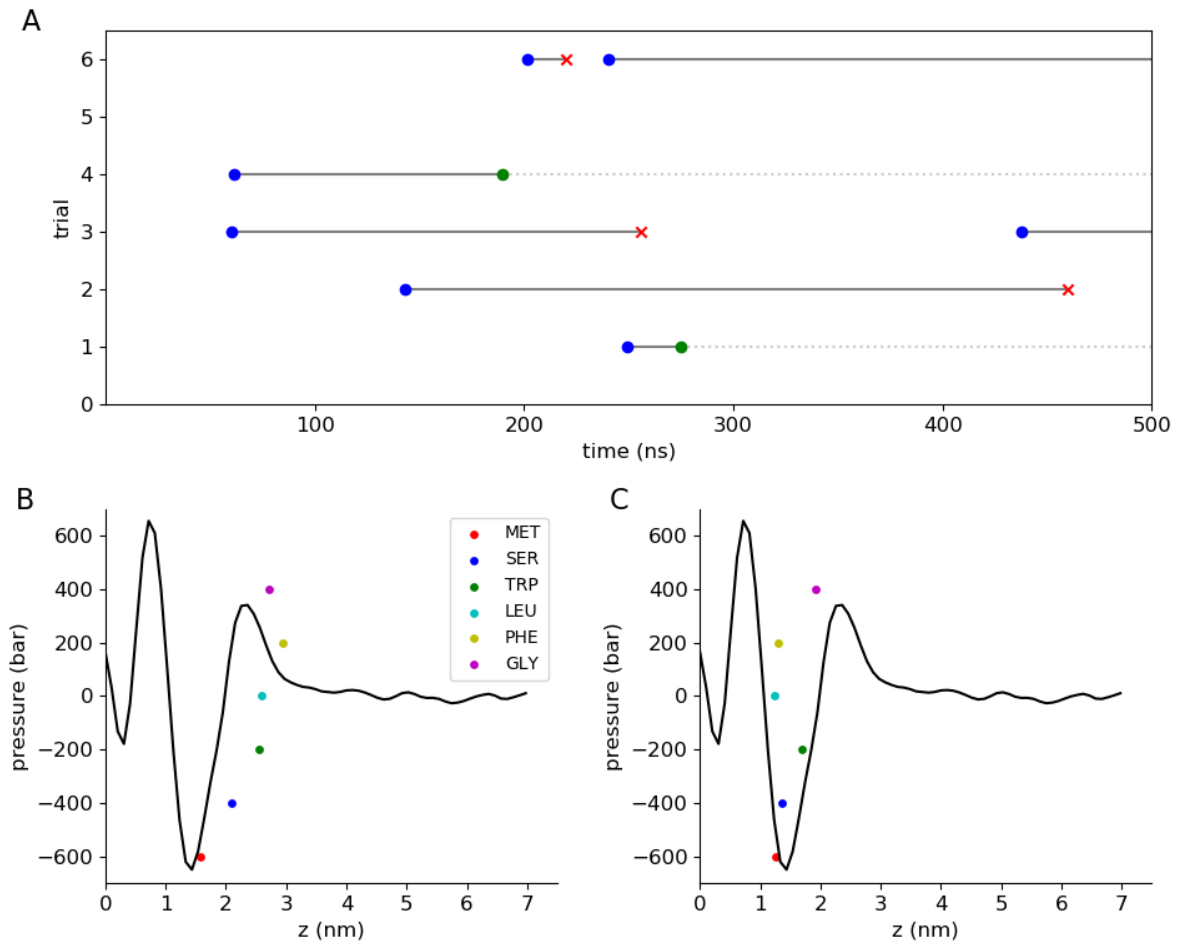 A
6
5
4
3
2
1
0
trial
100 200 300 400 500
time (ns)
B
600
400
200
0
−200
−400
−600
pressure (bar)
MET
SER
TRP
LEU
PHE
GLY
0 1 2 3 4 5 6 7
z (nm)
C
600
400
200
0
−200
−400
−600
pressure (bar)
0 1 2 3 4 5 6 7
z (nm)